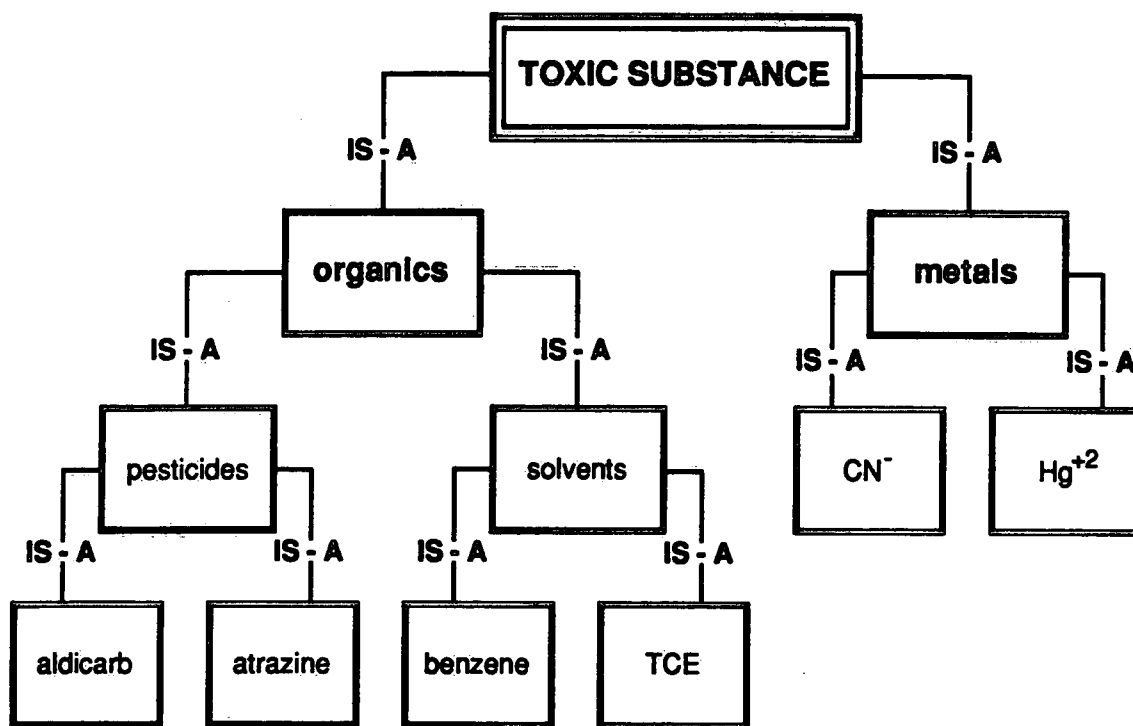 TOXIC SUBSTANCE
IS - A
IS - A
organics
metals
IS - A
IS - A
IS - A
IS - A
pesticides
solvents
CN⁻
Hg⁺²
IS - A
IS - A
IS - A
IS - A
aldicarb
atrazine
benzene
TCE